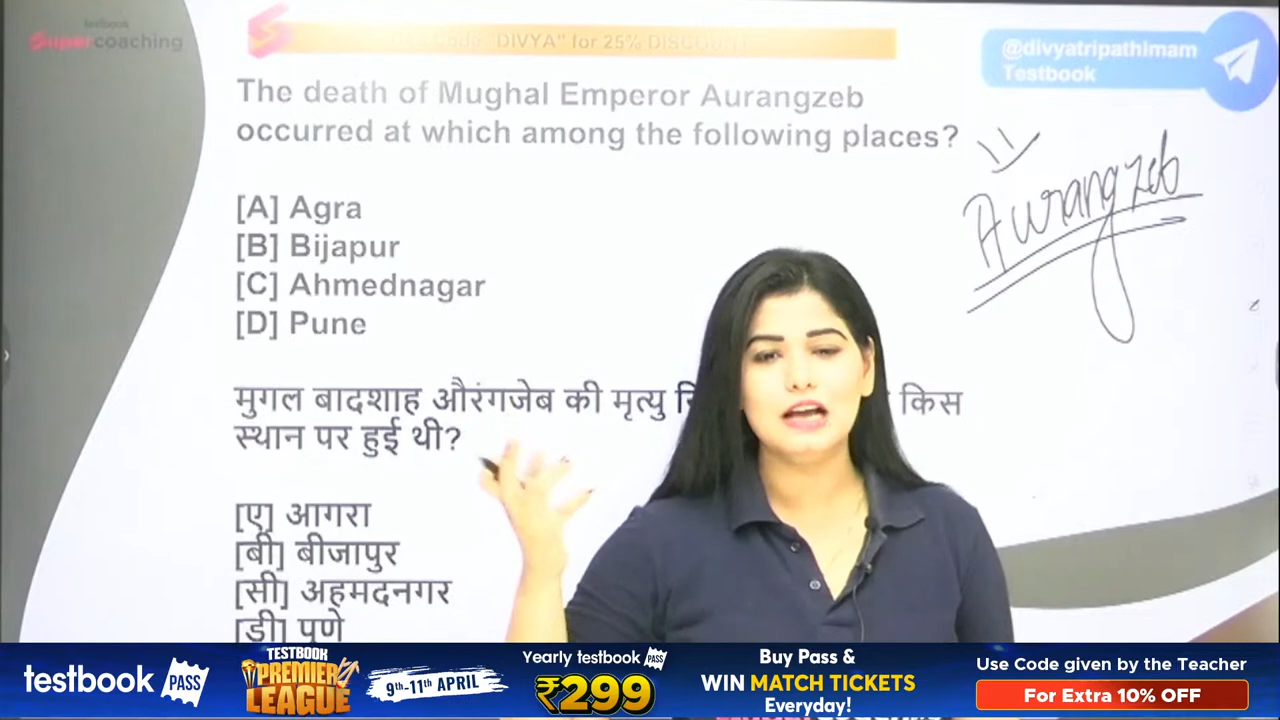 testbook
Supercoaching
Code "DIVYA" for 25% DISCOUNT
@divyatripathimam
Testbook
The death of Mughal Emperor Aurangzeb
occurred at which among the following places?
Aurangzeb
[A] Agra
[B] Bijapur
[C] Ahmednagar
[D] Pune
मुगल बादशाह औरंगजेब की मृत्यु किस
स्थान पर हुई थी?
[ए] आगरा
[बी] बीजापुर
[सी] अहमदनगर
[डी] पुणे
testbook PASS
TESTBOOK
PREMIER
LEAGUE
9th-11th APRIL
Yearly testbook PASS
₹299
Buy Pass &
WIN MATCH TICKETS
Everyday!
Use Code given by the Teacher
For Extra 10% OFF